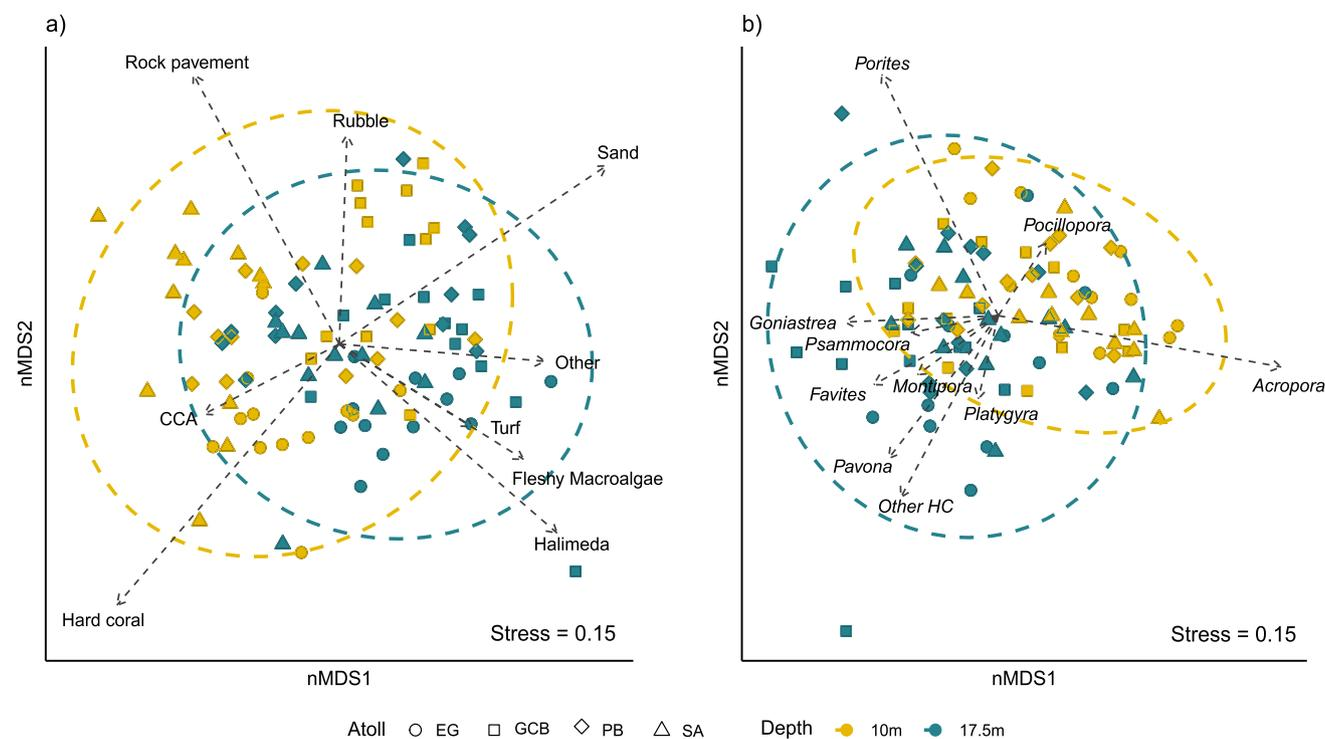 a)
Rock pavement
Rubble
Sand
Other
CCA
Turf
Fleshy Macroalgae
Halimeda
Hard coral
Stress = 0.15
nMDS2
nMDS1
b)
Porites
Pocillopora
Goniastrea
Psammocora
Favites
Montipora
Platygyra
Acropora
Pavona
Other HC
Stress = 0.15
nMDS2
nMDS1
Atoll EG GCB PB SA Depth 10m 17.5m